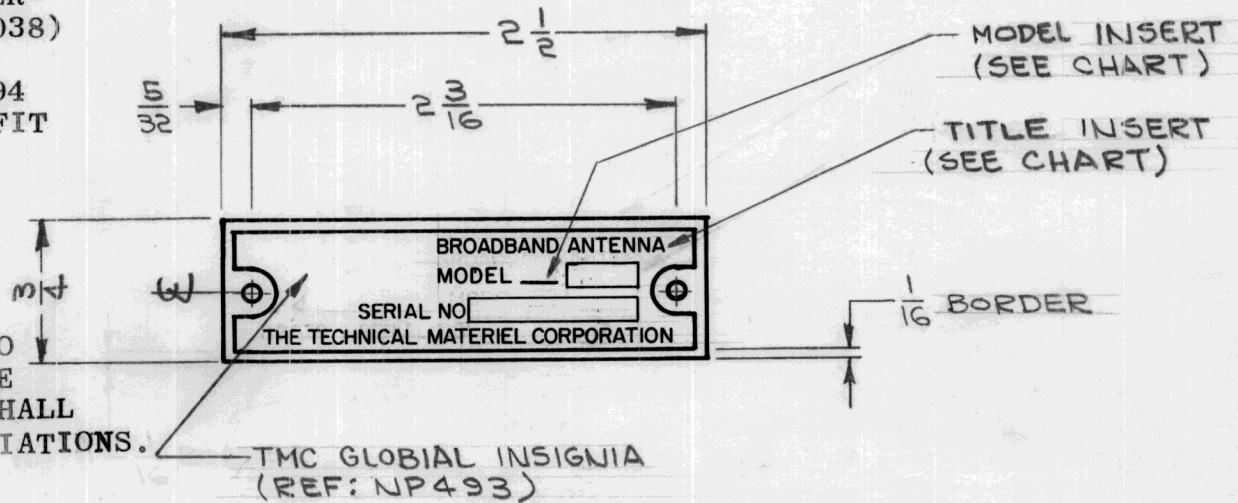 038)
94
FIT
HALL
IATIONS.
2 1/2
5/32
2 3/16
MODEL INSERT
(SEE CHART)
TITLE INSERT
(SEE CHART)
3/4
BROADBAND ANTENNA
MODEL
SERIAL NO
THE TECHNICAL MATERIEL CORPORATION
1/16 BORDER
TMC GLOBIAL INSIGNIA
(REF: NP493)